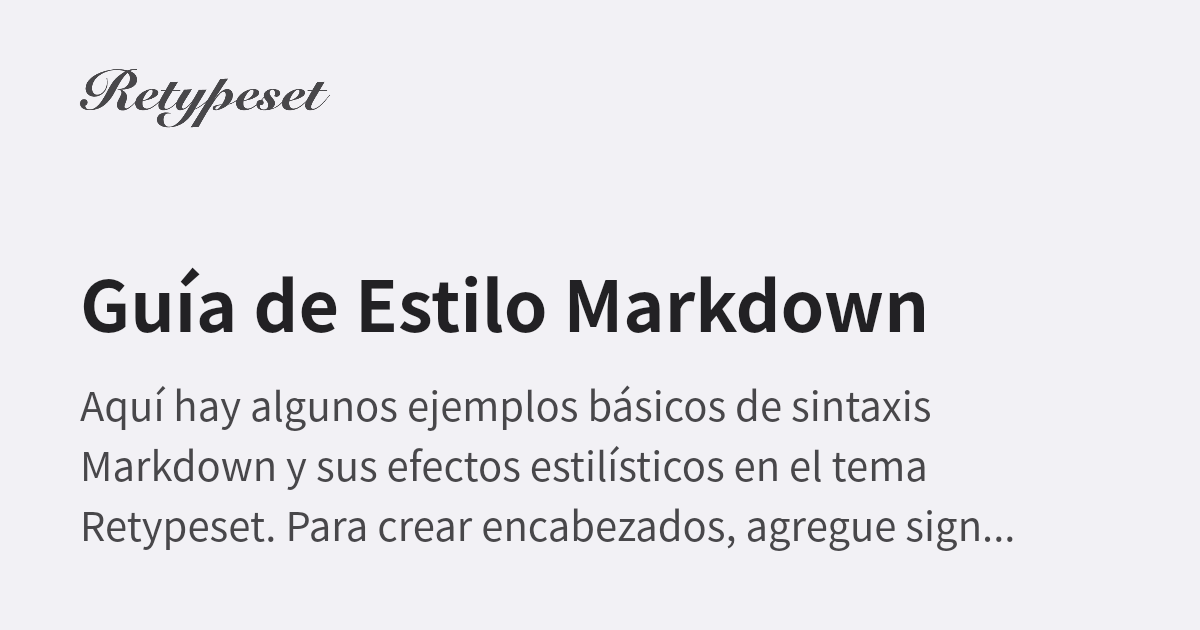 Retypeset
Guía de Estilo Markdown
Aquí hay algunos ejemplos básicos de sintaxis
Markdown y sus efectos estilísticos en el tema
Retypeset. Para crear encabezados, agregue sign...